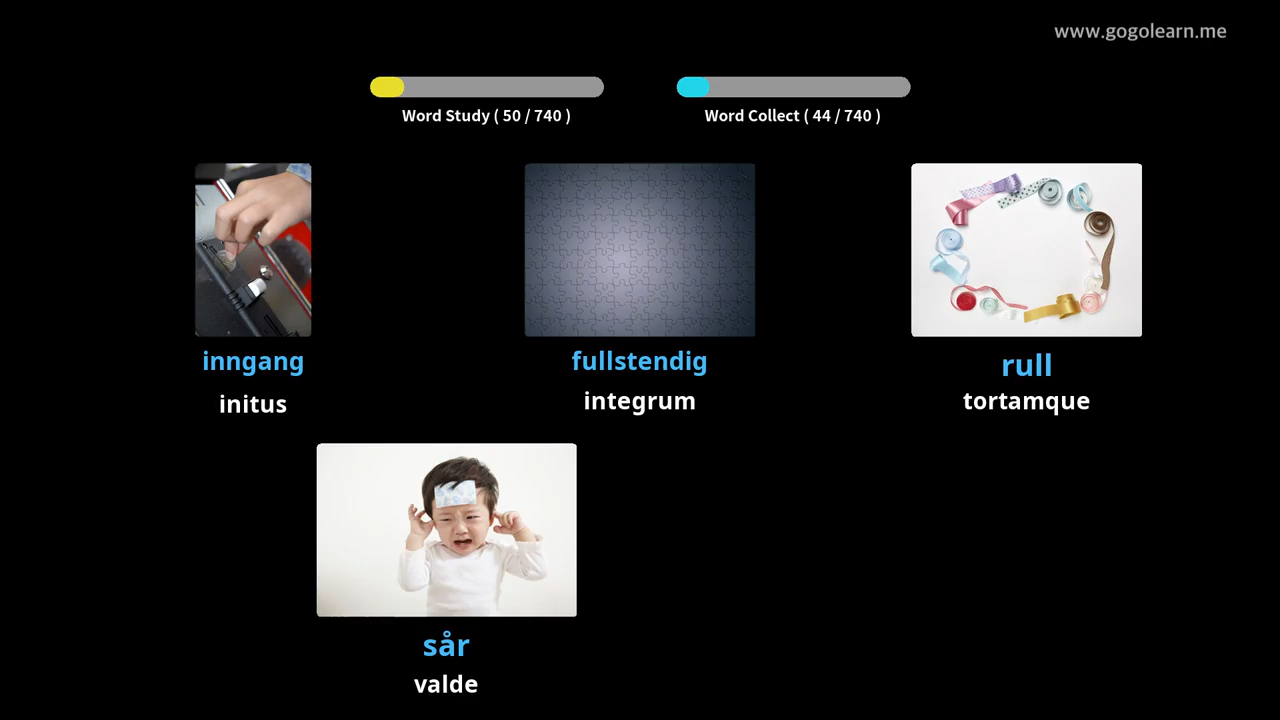 www.gogolearn.me
Word Study ( 50 / 740 )
Word Collect ( 44 / 740 )
inngang
initus
fullstendig
integrum
rull
tortamque
sår
valde